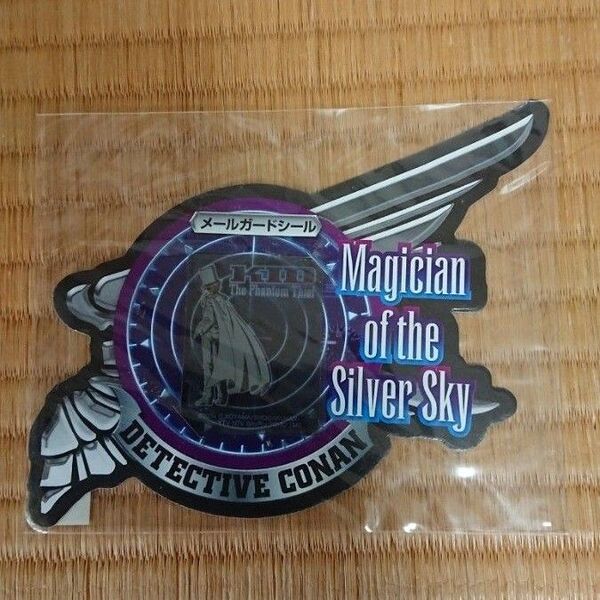 メールガードシール
KID
The Phantom Thief
Magician
of the
Silver Sky
DETECTIVE CONAN